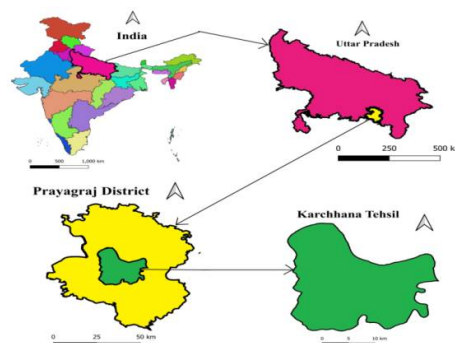 India
Uttar Pradesh
0 500 1,000 km
0 250 500 k
Prayagraj District
Karchhana Tehsil
0 25 50 km
0 5 10 km